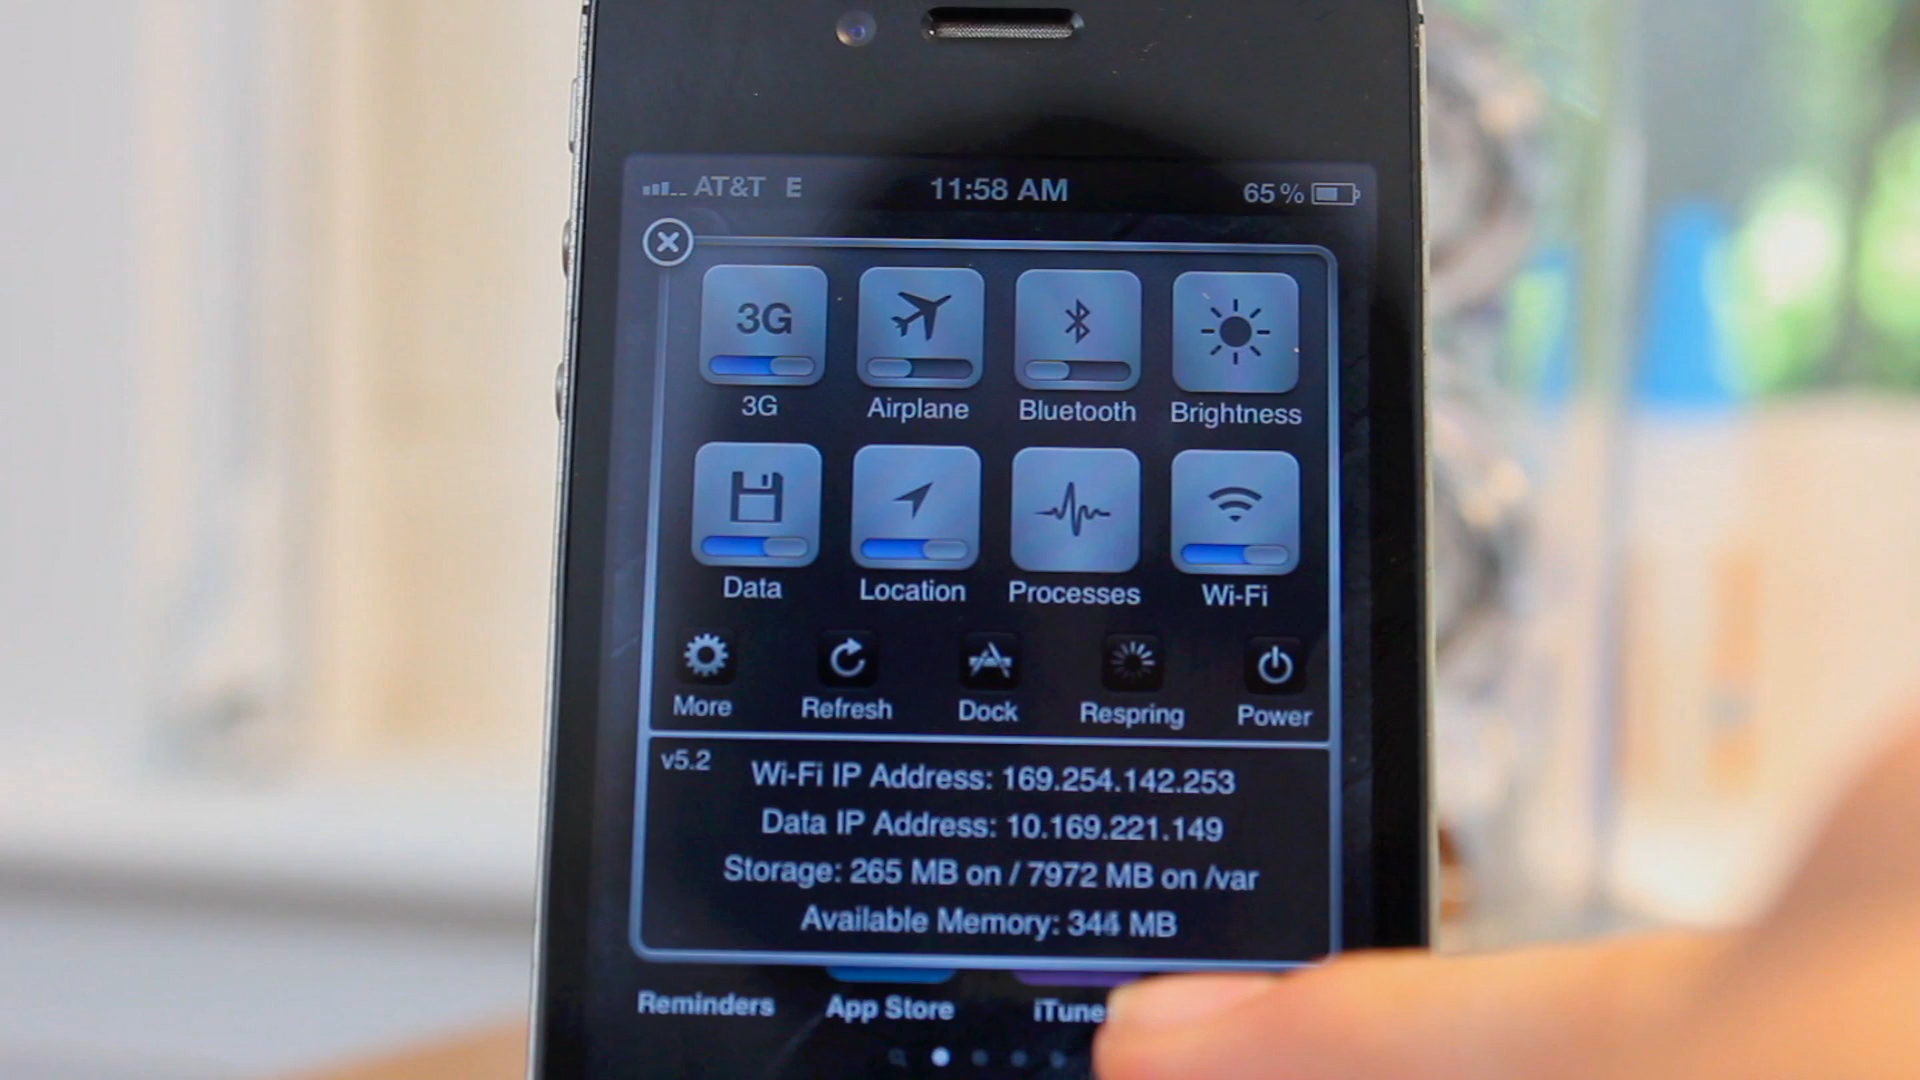 AT&T E 11:58 AM 65%
3G
3G Airplane Bluetooth Brightness
Data Location Processes Wi-Fi
More Refresh Dock Respring Power
v5.2
Wi-Fi IP Address: 169.254.142.253
Data IP Address: 10.169.221.149
Storage: 265 MB on / 7972 MB on /var
Available Memory: 344 MB
Reminders App Store iTunes